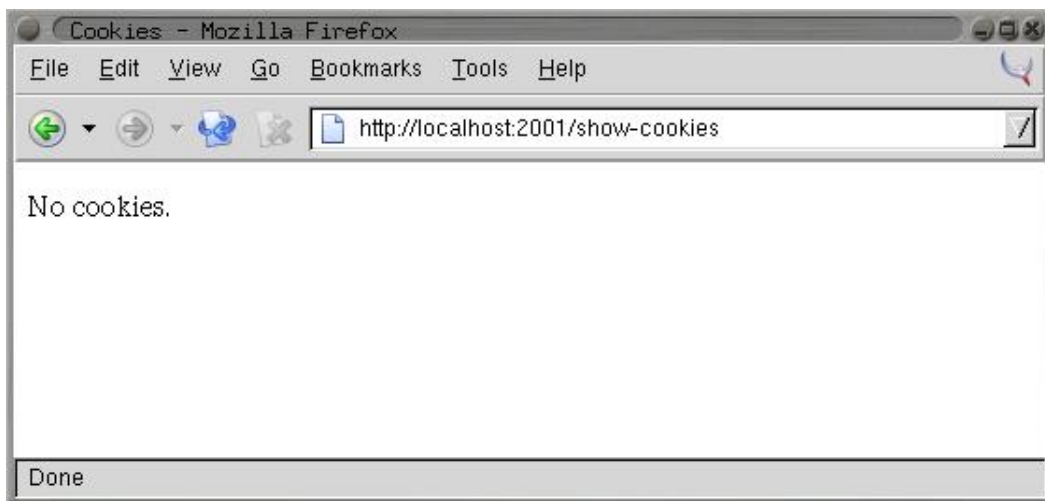 Cookies - Mozilla Firefox
File Edit View Go Bookmarks Tools Help
http://localhost:2001/show-cookies
No cookies.
Done